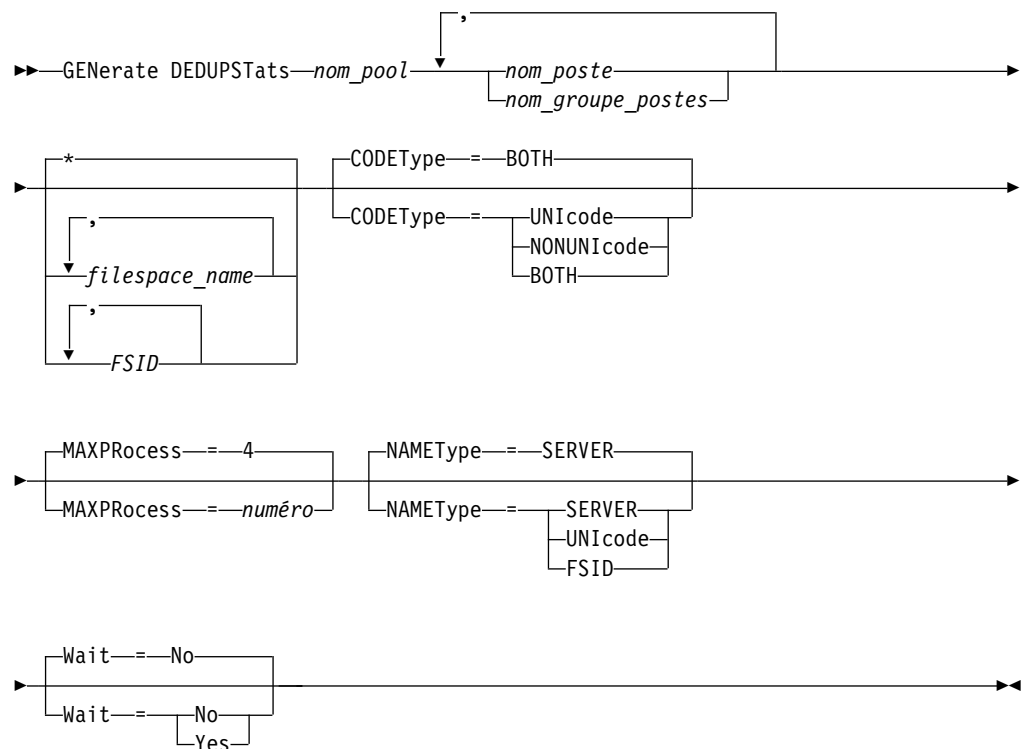 ,
GENerate DEDUPSTats nom_pool nom_poste
nom_groupe_postes
* CODEType = BOTH
, CODEType = UNIcode
NONUNIcode
filespace_name BOTH
,
FSID
MAXPRocess = 4 NAMEType = SERVER
MAXPRocess = numéro NAMEType = SERVER
UNIcode
FSID
Wait = No
Wait = No
Yes